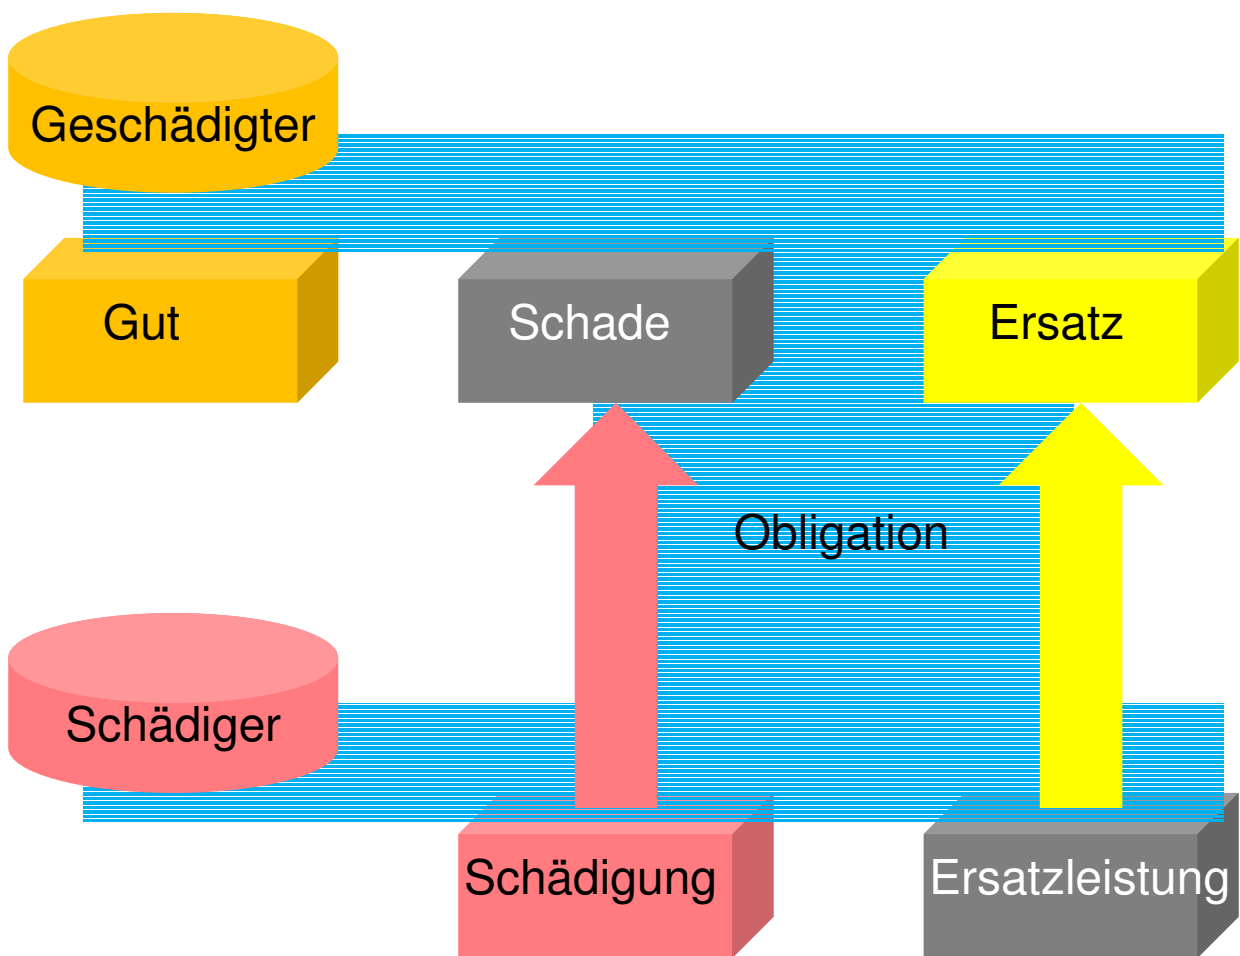 Geschädigter
Gut
Schade
Ersatz
Obligation
Schädiger
Schädigung
Ersatzleistung